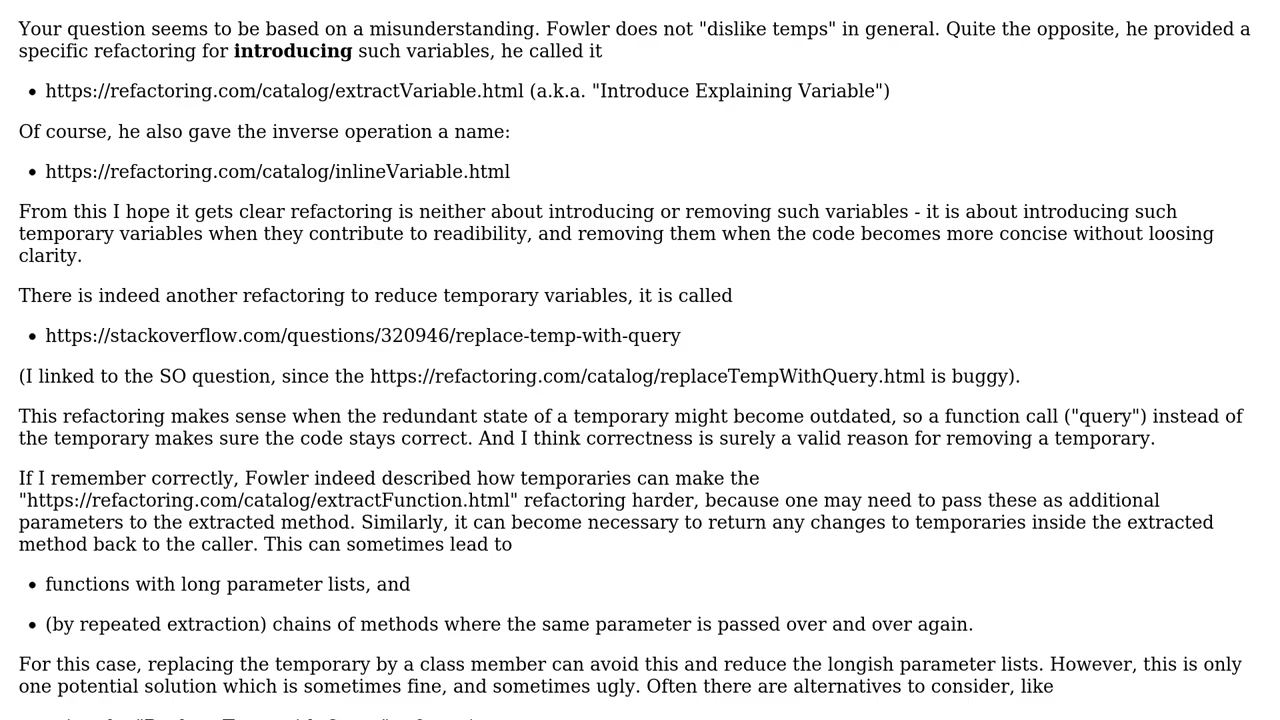 Your question seems to be based on a misunderstanding. Fowler does not "dislike temps" in general. Quite the opposite, he provided a
specific refactoring for introducing such variables, he called it
• https://refactoring.com/catalog/extractVariable.html (a.k.a. "Introduce Explaining Variable")
Of course, he also gave the inverse operation a name:
• https://refactoring.com/catalog/inlineVariable.html
From this I hope it gets clear refactoring is neither about introducing or removing such variables - it is about introducing such
temporary variables when they contribute to readibility, and removing them when the code becomes more concise without loosing
clarity.
There is indeed another refactoring to reduce temporary variables, it is called
• https://stackoverflow.com/questions/320946/replace-temp-with-query
(I linked to the SO question, since the https://refactoring.com/catalog/replaceTempWithQuery.html is buggy).
This refactoring makes sense when the redundant state of a temporary might become outdated, so a function call ("query") instead of
the temporary makes sure the code stays correct. And I think correctness is surely a valid reason for removing a temporary.
If I remember correctly, Fowler indeed described how temporaries can make the
"https://refactoring.com/catalog/extractFunction.html" refactoring harder, because one may need to pass these as additional
parameters to the extracted method. Similarly, it can become necessary to return any changes to temporaries inside the extracted
method back to the caller. This can sometimes lead to
• functions with long parameter lists, and
• (by repeated extraction) chains of methods where the same parameter is passed over and over again.
For this case, replacing the temporary by a class member can avoid this and reduce the longish parameter lists. However, this is only
one potential solution which is sometimes fine, and sometimes ugly. Often there are alternatives to consider, like